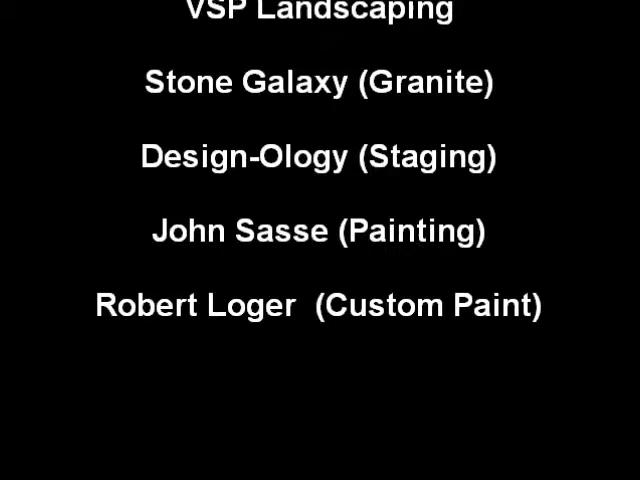 VSP Landscaping
Stone Galaxy (Granite)
Design-Ology (Staging)
John Sasse (Painting)
Robert Loger  (Custom Paint)